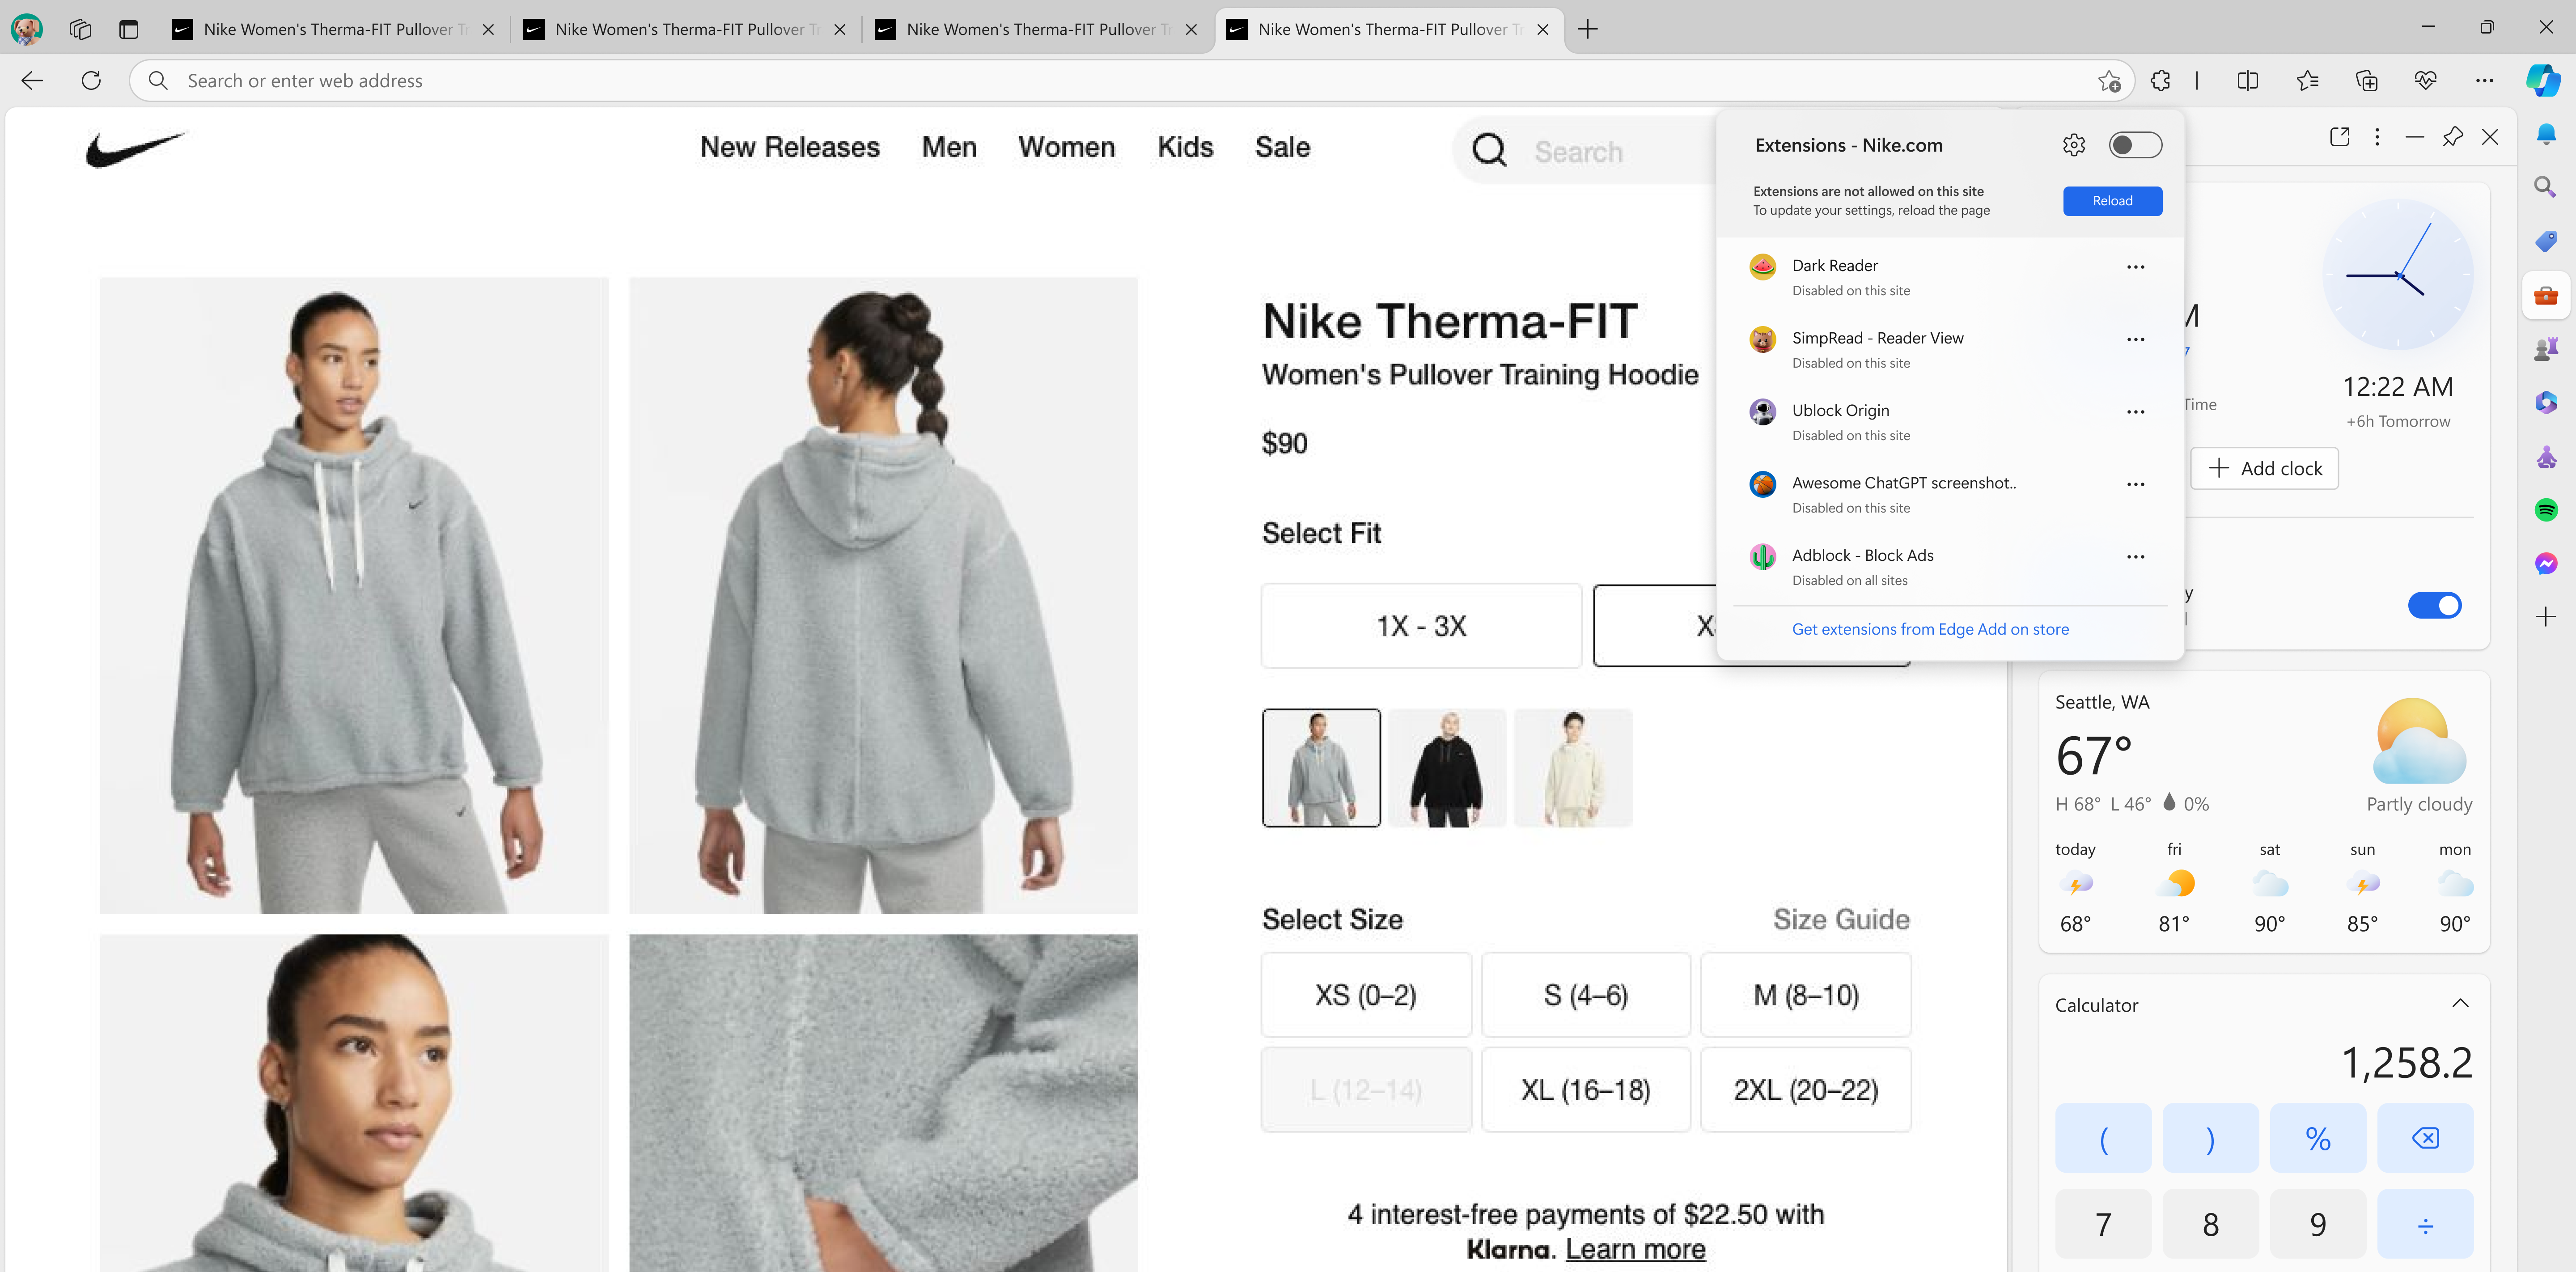 Nike Women's Therma-FIT Pullover Tr
Nike Women's Therma-FIT Pullover Tr
Nike Women's Therma-FIT Pullover Tr
Nike Women's Therma-FIT Pullover Tr
Search or enter web address
New Releases Men Women Kids Sale
Search
Nike Therma-FIT
Women's Pullover Training Hoodie
$90
Select Fit
1X - 3X
X
Select Size
Size Guide
XS (0–2)
S (4–6)
M (8–10)
L (12–14)
XL (16–18)
2XL (20–22)
4 interest-free payments of $22.50 with
Klarna. Learn more
Extensions - Nike.com
Extensions are not allowed on this site
To update your settings, reload the page
Reload
Dark Reader
Disabled on this site
SimpRead - Reader View
Disabled on this site
Ublock Origin
Disabled on this site
Awesome ChatGPT screenshot..
Disabled on this site
Adblock - Block Ads
Disabled on all sites
Get extensions from Edge Add on store
M
Time
12:22 AM
+6h Tomorrow
Add clock
y
Seattle, WA
67°
H 68° L 46° 0%
Partly cloudy
today fri sat sun mon
68° 81° 90° 85° 90°
Calculator
1,258.2
( ) %
7 8 9 ÷